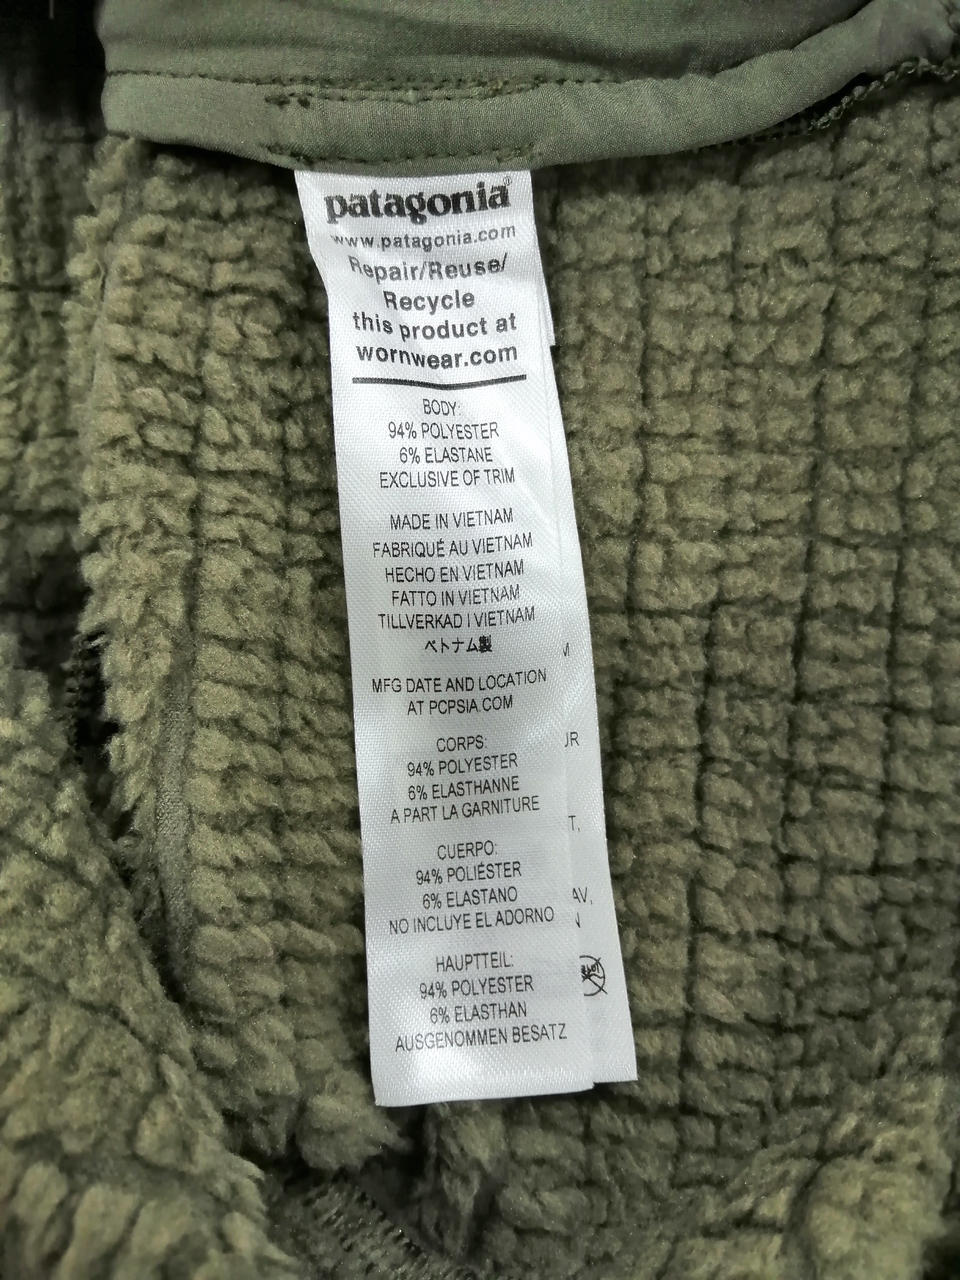 patagonia®
www.patagonia.com
Repair/Reuse/
Recycle
this product at
wornwear.com
BODY:
94% POLYESTER
6% ELASTANE
EXCLUSIVE OF TRIM
MADE IN VIETNAM
FABRIQUÉ AU VIETNAM
HECHO EN VIETNAM
FATTO IN VIETNAM
TILLVERKAD I VIETNAM
ベトナム製
MFG DATE AND LOCATION
AT PCPSIA.COM
CORPS:
94% POLYESTER
6% ELASTHANNE
A PART LA GARNITURE
CUERPO:
94% POLIÉSTER
6% ELASTANO
NO INCLUYE EL ADORNO
HAUPTTEIL:
94% POLYESTER
6% ELASTHAN
AUSGENOMMEN BESATZ